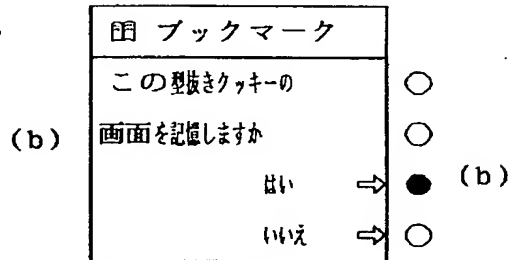 ブックマーク
この型抜きクッキーの
(b) 画面を記憶しますか
はい ⇨ (b)
いいえ ⇨